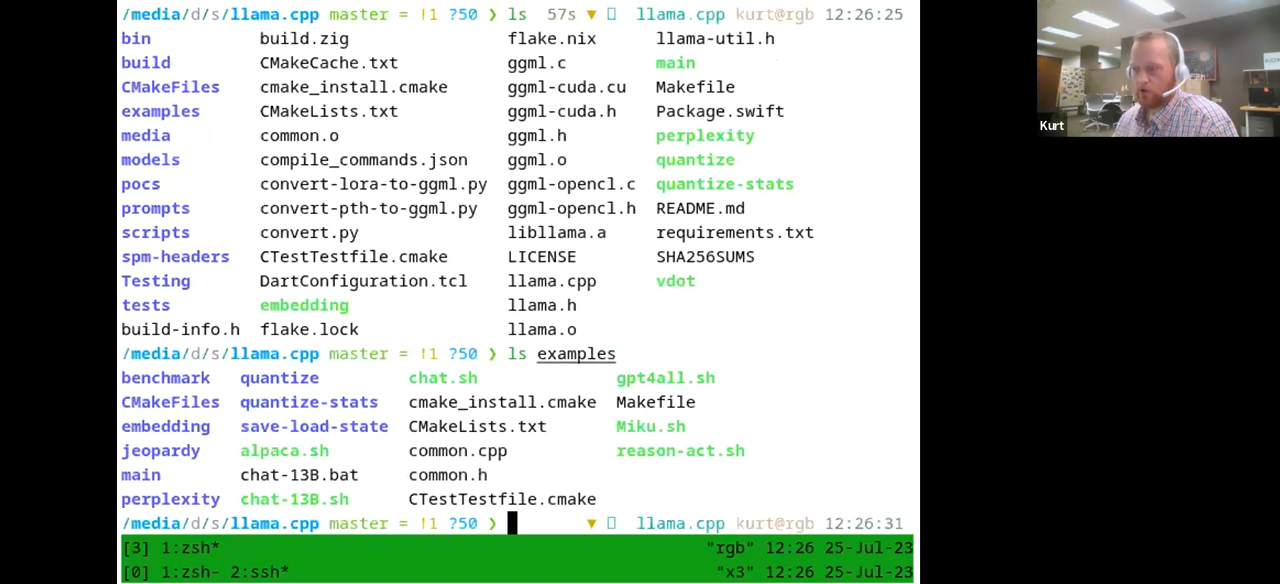 /media/d/s/llama.cpp master = !1 ?50 ❯ ls 57s ▼ llama.cpp kurt@rgb 12:26:25
bin build.zig flake.nix llama-util.h
build CMakeCache.txt ggml.c main
CMakeFiles cmake_install.cmake ggml-cuda.cu Makefile
examples CMakeLists.txt ggml-cuda.h Package.swift
media common.o ggml.h perplexity
models compile_commands.json ggml.o quantize
pocs convert-lora-to-ggml.py ggml-opencl.c quantize-stats
prompts convert-pth-to-ggml.py ggml-opencl.h README.md
scripts convert.py libllama.a requirements.txt
spm-headers CTestTestfile.cmake LICENSE SHA256SUMS
Testing DartConfiguration.tcl llama.cpp vdot
tests embedding llama.h
build-info.h flake.lock llama.o
/media/d/s/llama.cpp master = !1 ?50 ❯ ls examples
benchmark quantize chat.sh gpt4all.sh
CMakeFiles quantize-stats cmake_install.cmake Makefile
embedding save-load-state CMakeLists.txt Miku.sh
jeopardy alpaca.sh common.cpp reason-act.sh
main chat-13B.bat common.h
perplexity chat-13B.sh CTestTestfile.cmake
/media/d/s/llama.cpp master = !1 ?50 ❯ ▼ llama.cpp kurt@rgb 12:26:31
[3] 1:zsh* "rgb" 12:26 25-Jul-23
[0] 1:zsh- 2:ssh* "x3" 12:26 25-Jul-23
Kurt